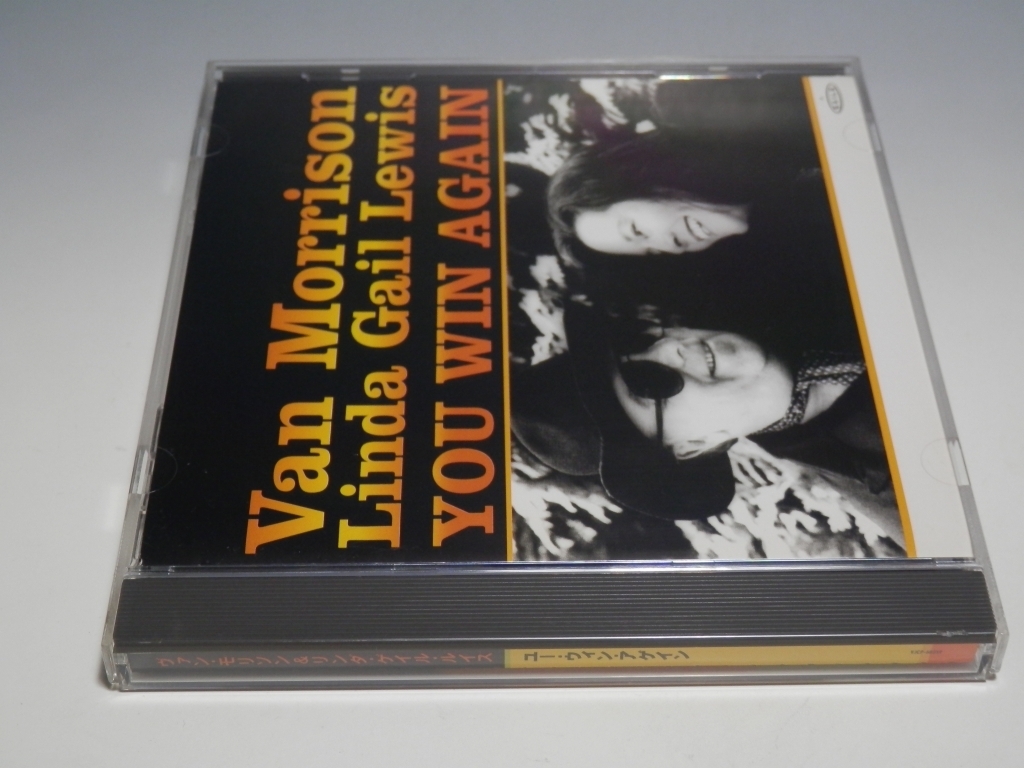 Van Morrison
Linda Gail Lewis
YOU WIN AGAIN
ヴァン・モリソン&リンダ・ゲイル・ルイス
ユー・ウィン・アゲイン